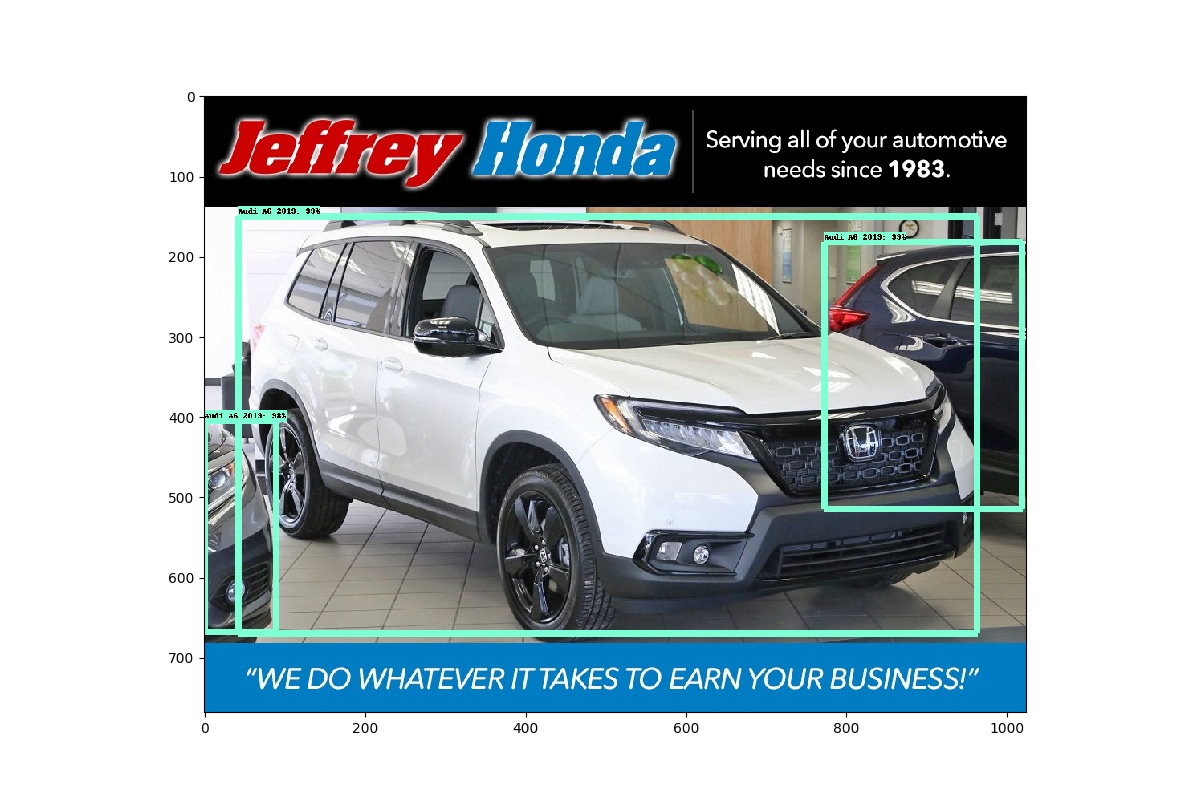 Jeffrey Honda
Serving all of your automotive
needs since 1983.
Audi A6 2019: 99%
Audi A6 2019: 99%
Audi A6 2019: 98%
"WE DO WHATEVER IT TAKES TO EARN YOUR BUSINESS!"
0
100
200
300
400
500
600
700
0 200 400 600 800 1000